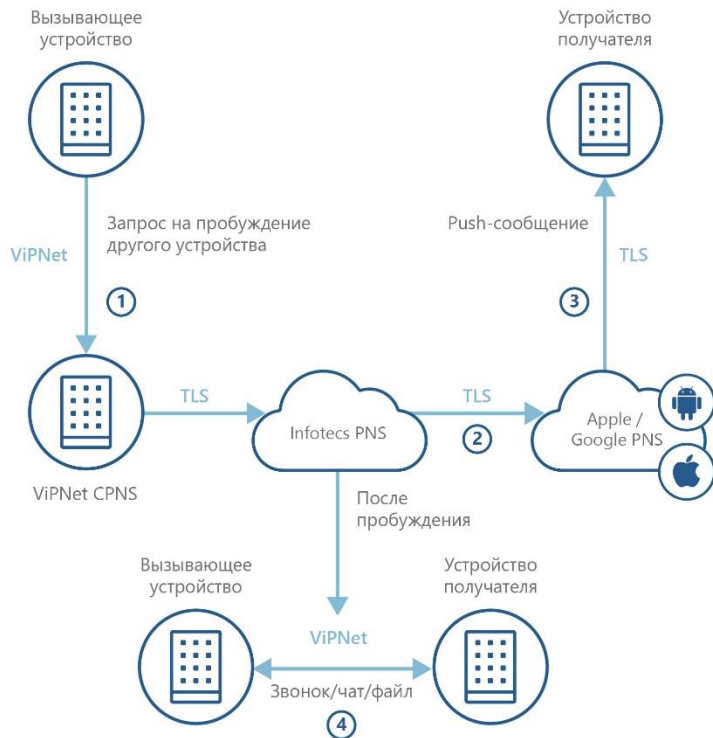 Вызывающее
устройство
Устройство
получателя
Запрос на пробуждение
другого устройства
ViPNet
1
Push-сообщение
TLS
3
TLS
Infotecs PNS
TLS
2
Apple /
Google PNS
ViPNet CPNS
После
пробуждения
Вызывающее
устройство
Устройство
получателя
ViPNet
Звонок/чат/файл
4